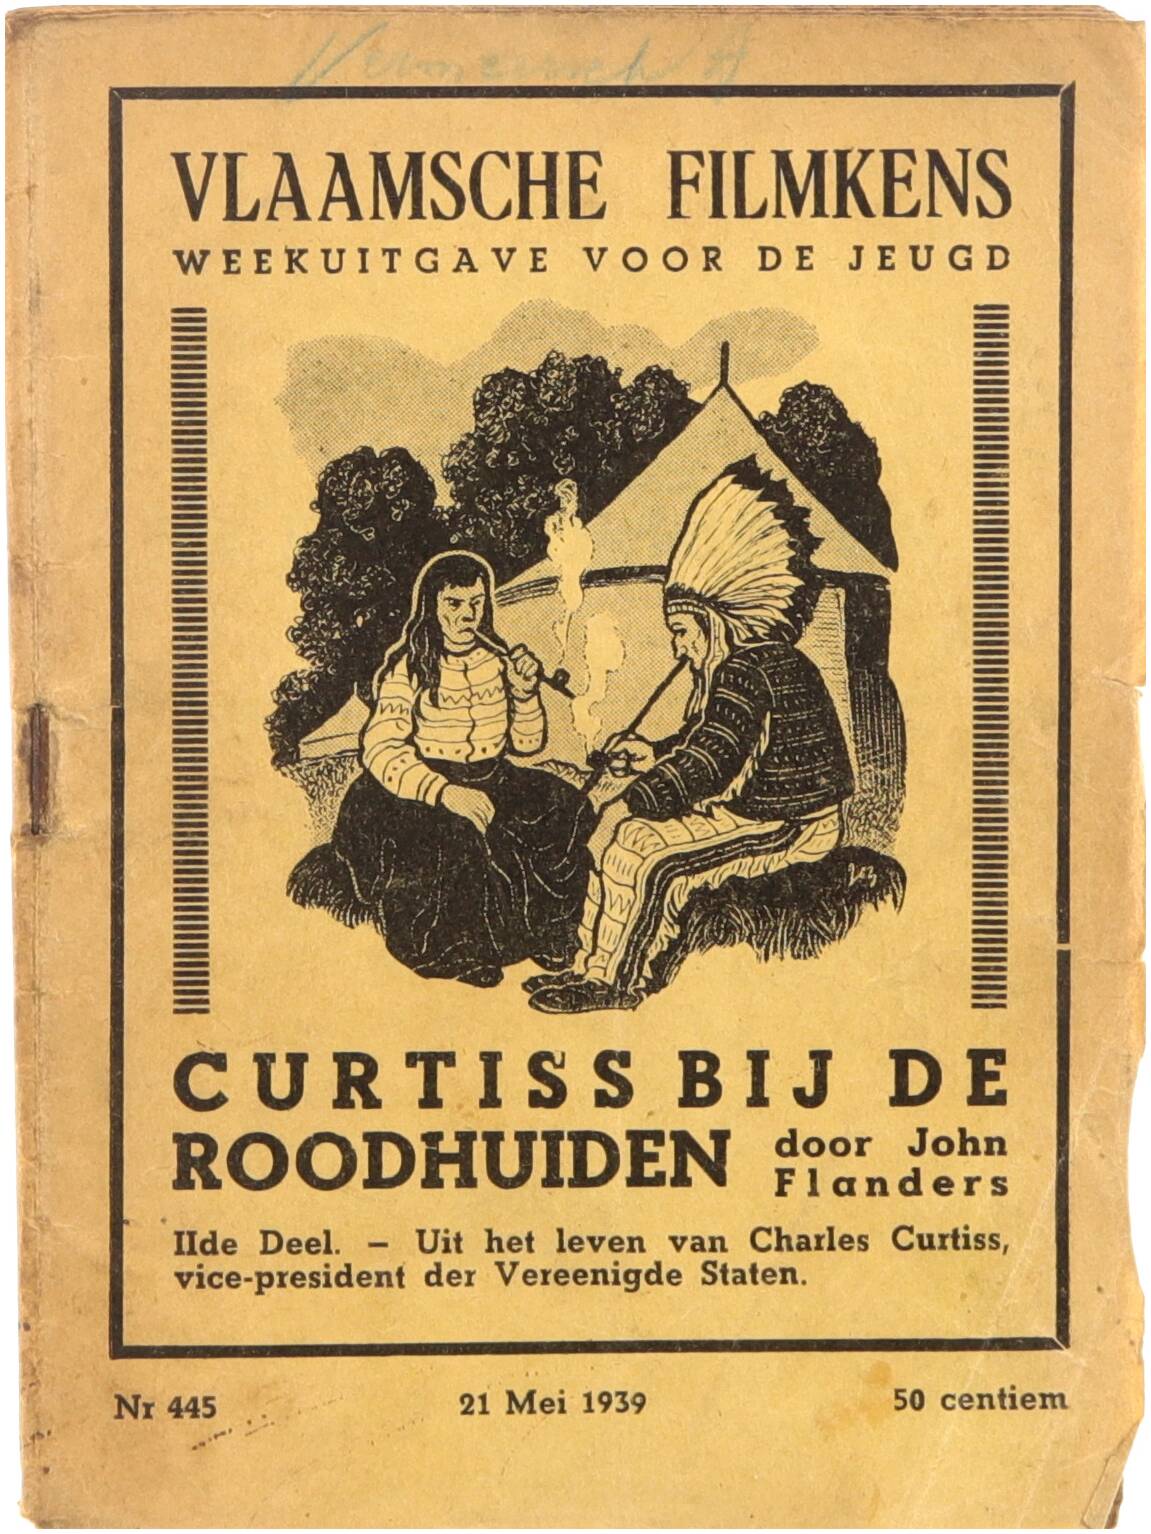 VLAAMSCHE FILMKENS
WEEKUITGAVE VOOR DE JEUGD
CURTISS BIJ DE
ROODHUIDEN
door John
Flanders
IIde Deel. – Uit het leven van Charles Curtiss,
vice-president der Vereenigde Staten.
Nr 445
21 Mei 1939
50 centiem